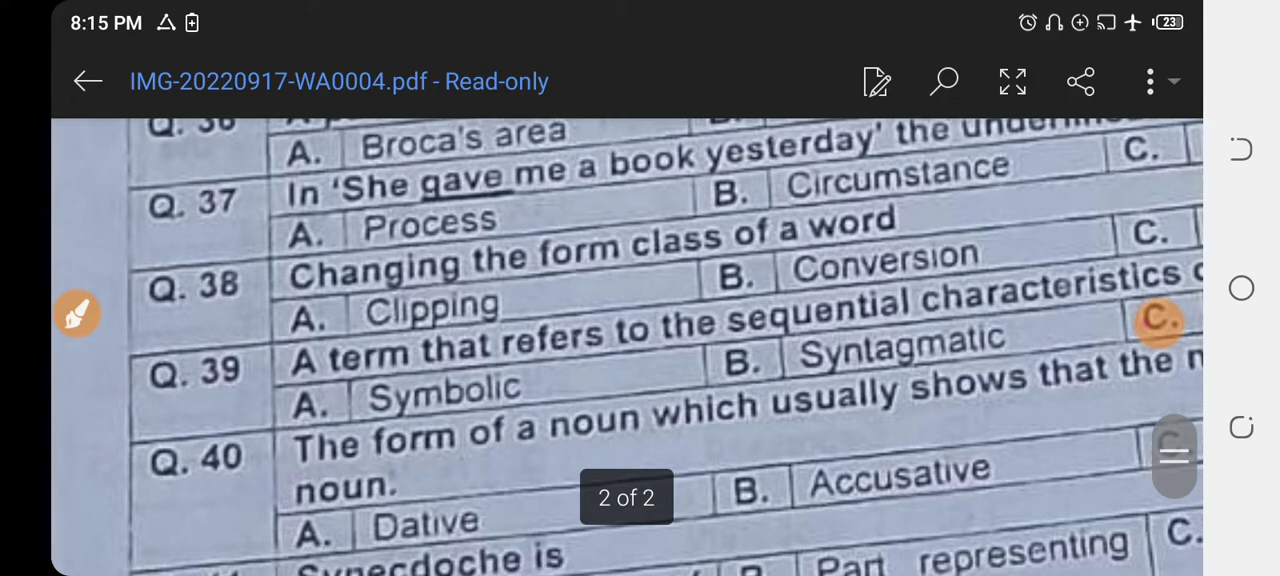 8:15 PM 23
IMG-20220917-WA0004.pdf - Read-only
Q. 36
A. Broca's area
Q. 37 In 'She gave me a book yesterday' the
A. Process B. Circumstance C.
Q. 38 Changing the form class of a word
A. Clipping B. Conversion C.
Q. 39 A term that refers to the sequential characteristics
A. Symbolic B. Syntagmatic C.
Q. 40 The form of a noun which usually shows that the
noun.
A. Dative B. Accusative C.
2 of 2
Synecdoche is
B. Part representing C.